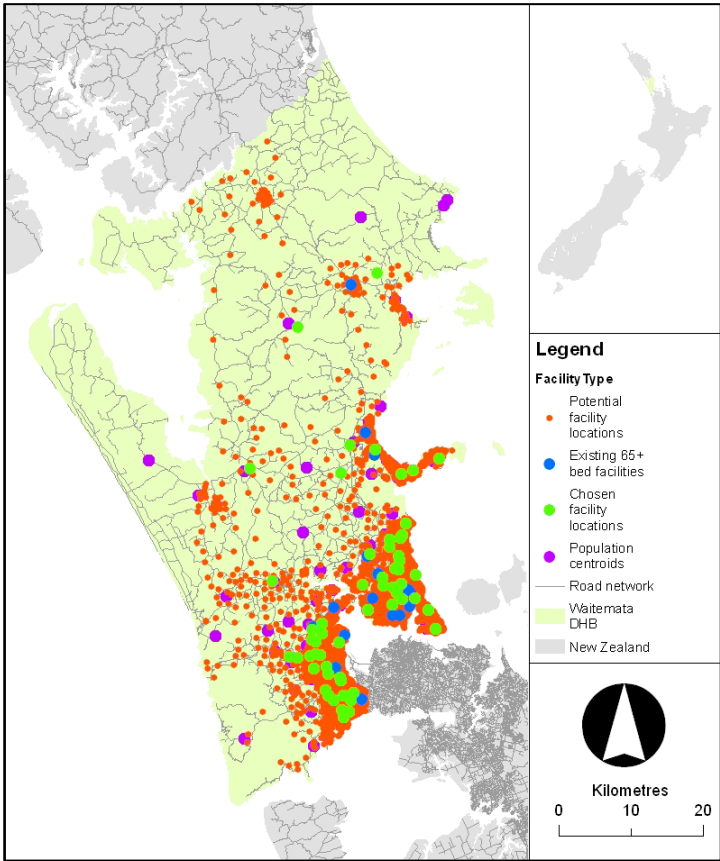 Legend
Facility Type
Potential
facility
locations
Existing 65+
bed facilities
Chosen
facility
locations
Population
centroids
Road network
Waitemata
DHB
New Zealand
Kilometres
0 10 20